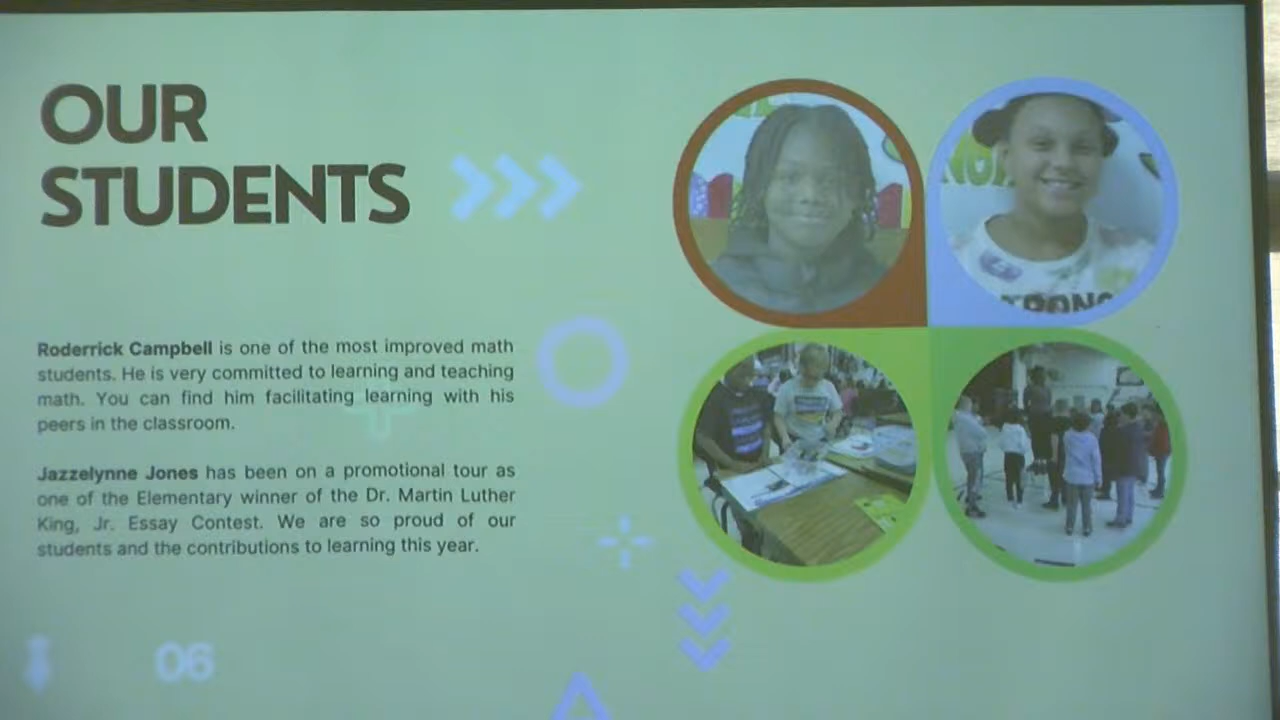 OUR
STUDENTS
Roderrick Campbell is one of the most improved math
students. He is very committed to learning and teaching
math. You can find him facilitating learning with his
peers in the classroom.
Jazzelynne Jones has been on a promotional tour as
one of the Elementary winner of the Dr. Martin Luther
King, Jr. Essay Contest. We are so proud of our
students and the contributions to learning this year.
06